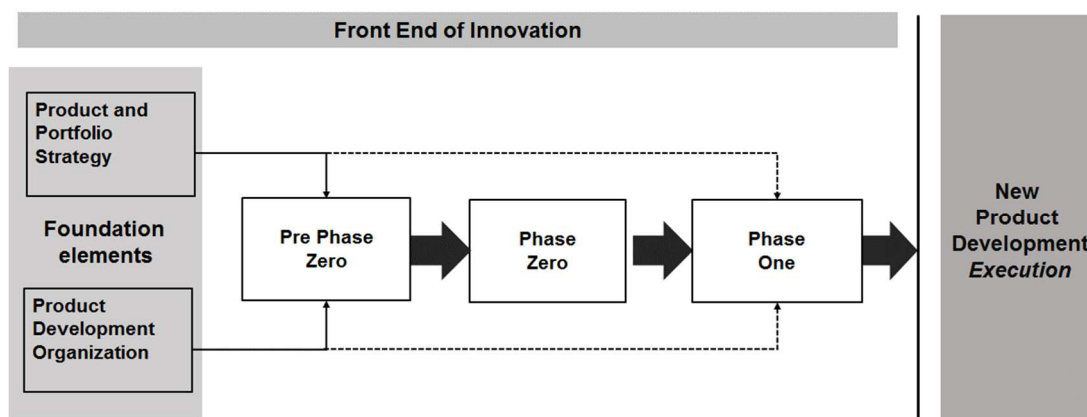 Front End of Innovation
Product and
Portfolio
Strategy
Foundation
elements
Product
Development
Organization
Pre Phase
Zero
Phase
Zero
Phase
One
New
Product
Development
Execution